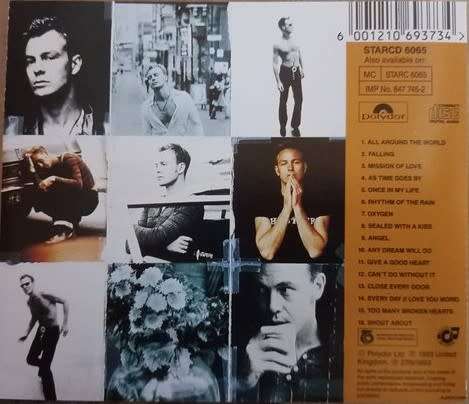 6 001210 693734 >
STARCD 6065
Also available on:
MC STARC 6065
IMP No. 847 745-2
polydor
COMPACT
disc
DIGITAL AUDIO
1. ALL AROUND THE WORLD
2. FALLING
3. MISSION OF LOVE
4. AS TIME GOES BY
5. ONCE IN MY LIFE
6. RHYTHM OF THE RAIN
7. OXYGEN
8. SEALED WITH A KISS
9. ANGEL
10. ANY DREAM WILL DO
11. GIVE A GOOD HEART
12. CAN'T DO WITHOUT IT
13. CLOSE EVERY DOOR
14. EVERY DAY (I LOVE YOU MORE)
15. TOO MANY BROKEN HEARTS
16. SHOUT ABOUT
Polydor Ltd. ℗ 1993 United
Kingdom.